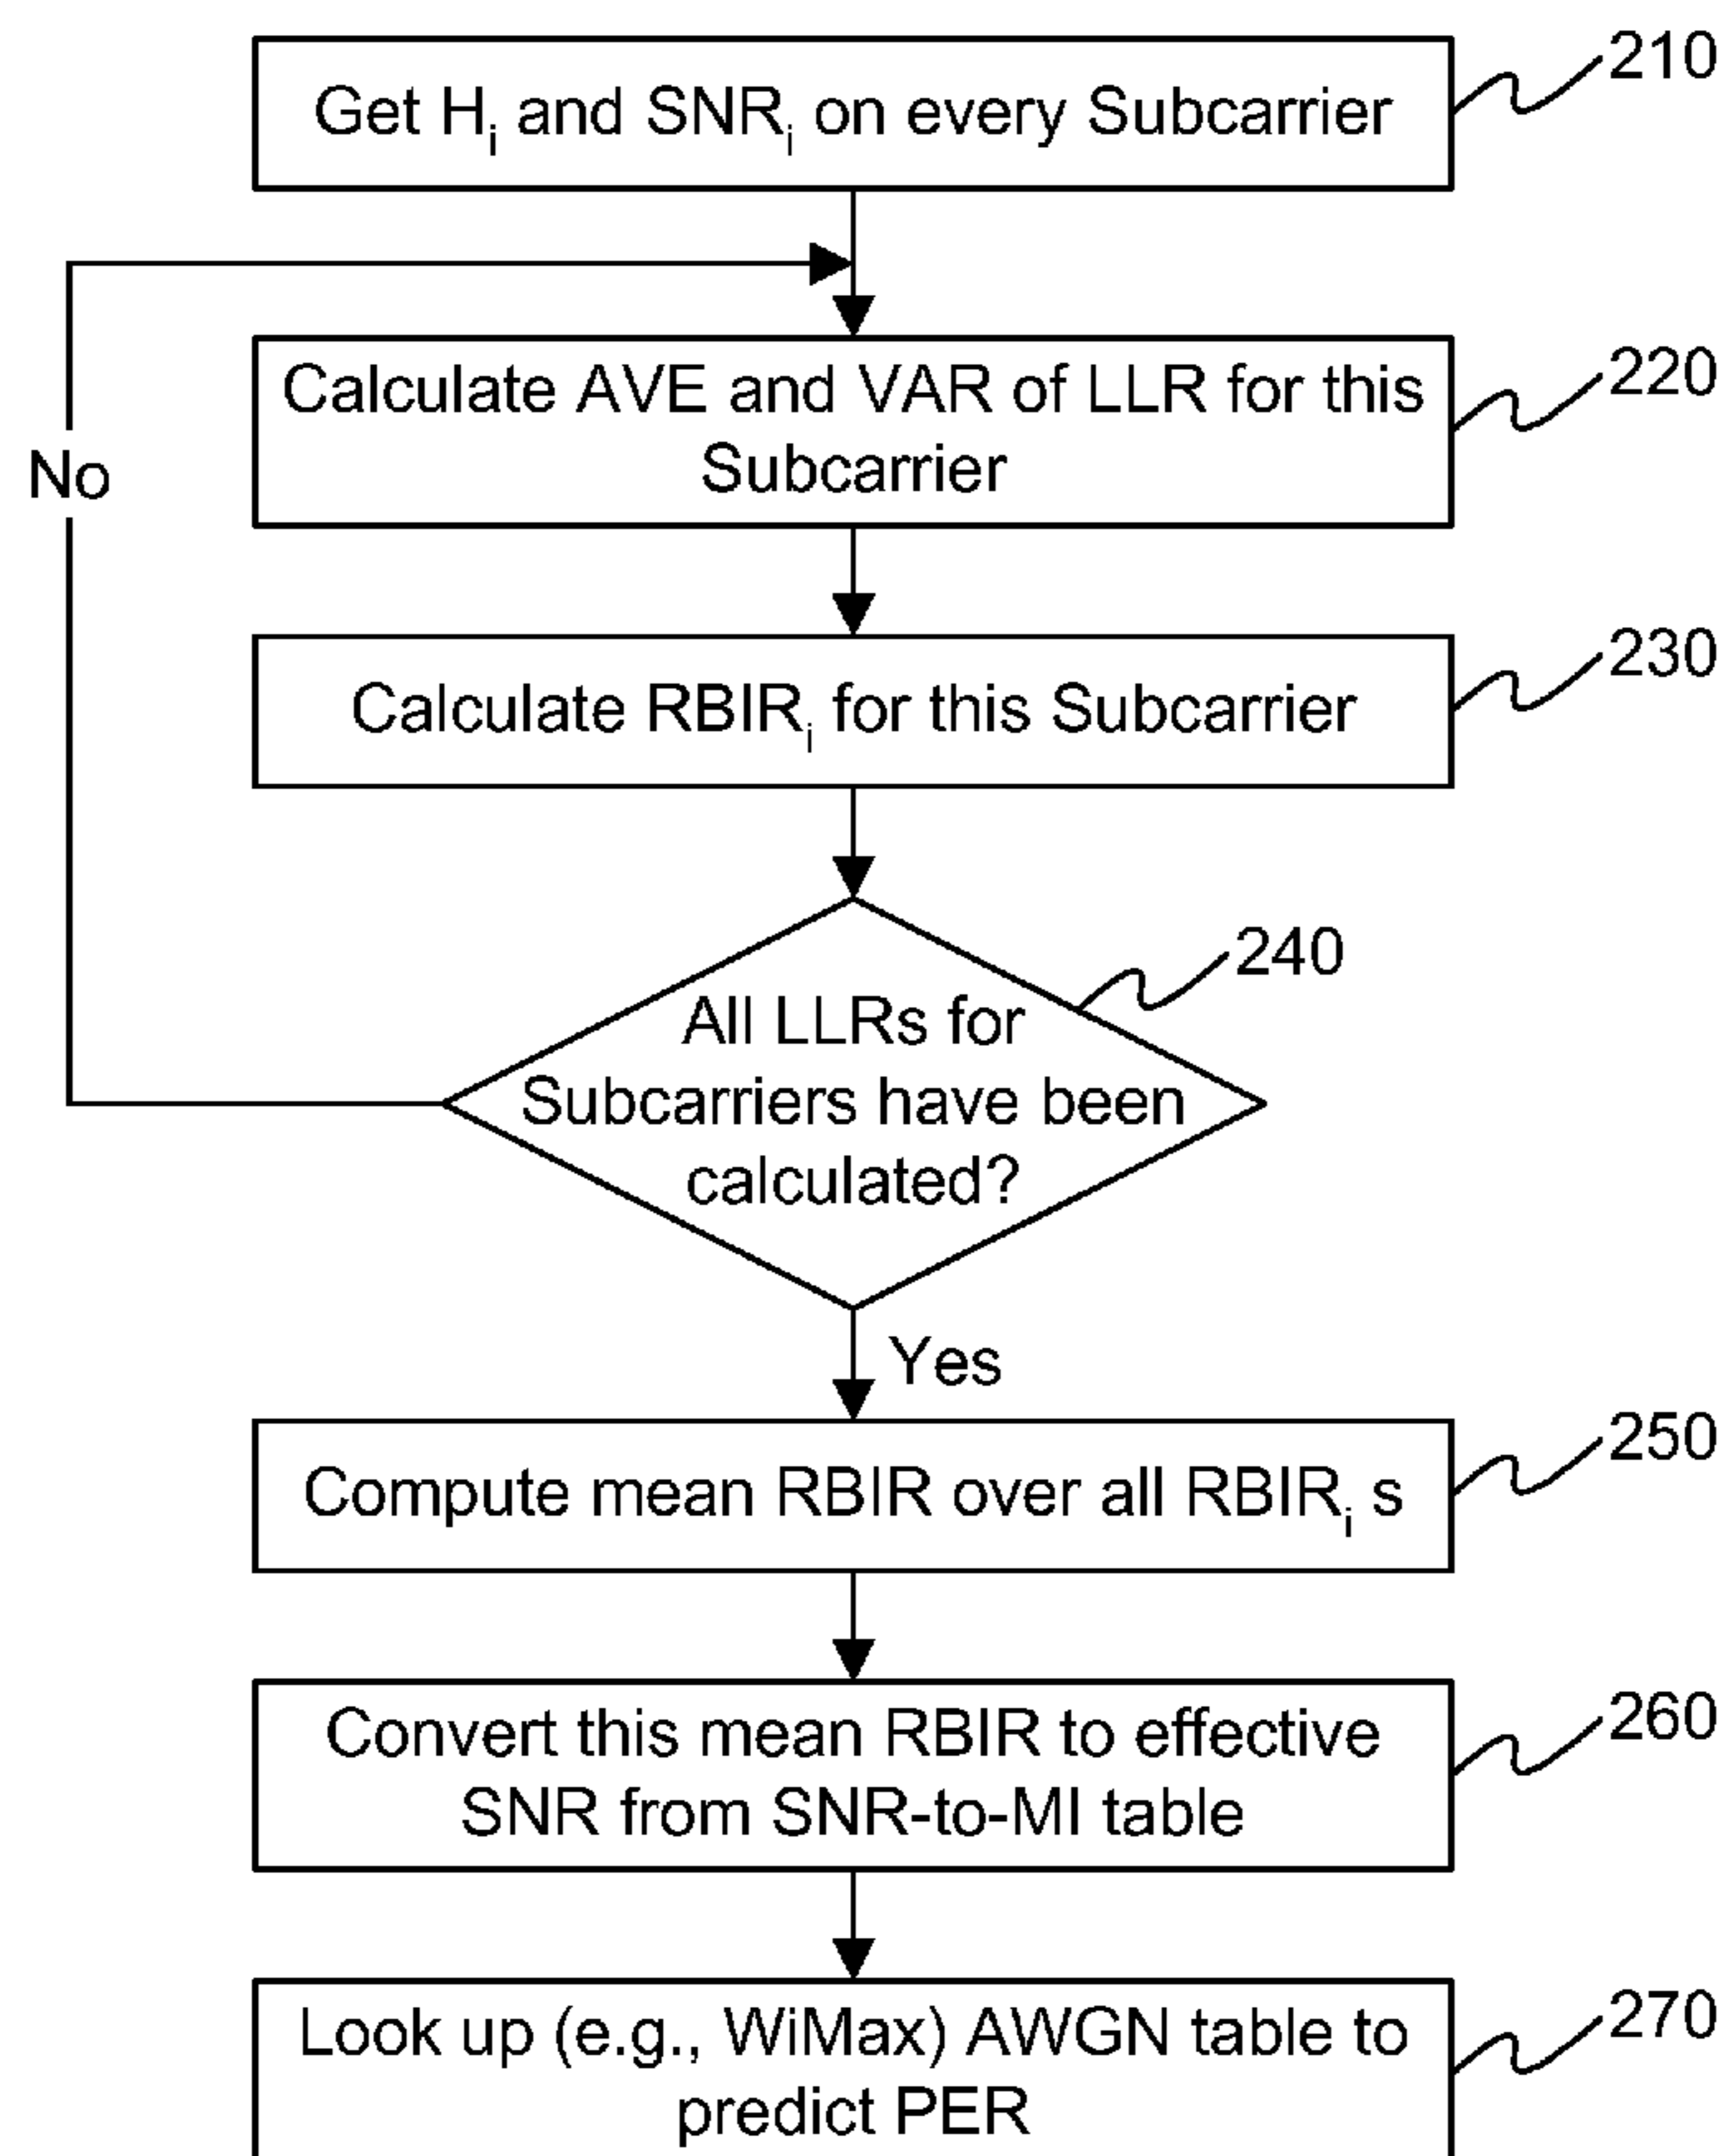 Get Hi and SNRi on every Subcarrier
210
Calculate AVE and VAR of LLR for this
Subcarrier
220
No
Calculate RBIRi for this Subcarrier
230
240
All LLRs for
Subcarriers have been
calculated?
Yes
Compute mean RBIR over all RBIRi s
250
Convert this mean RBIR to effective
SNR from SNR-to-MI table
260
Look up (e.g., WiMax) AWGN table to
predict PER
270